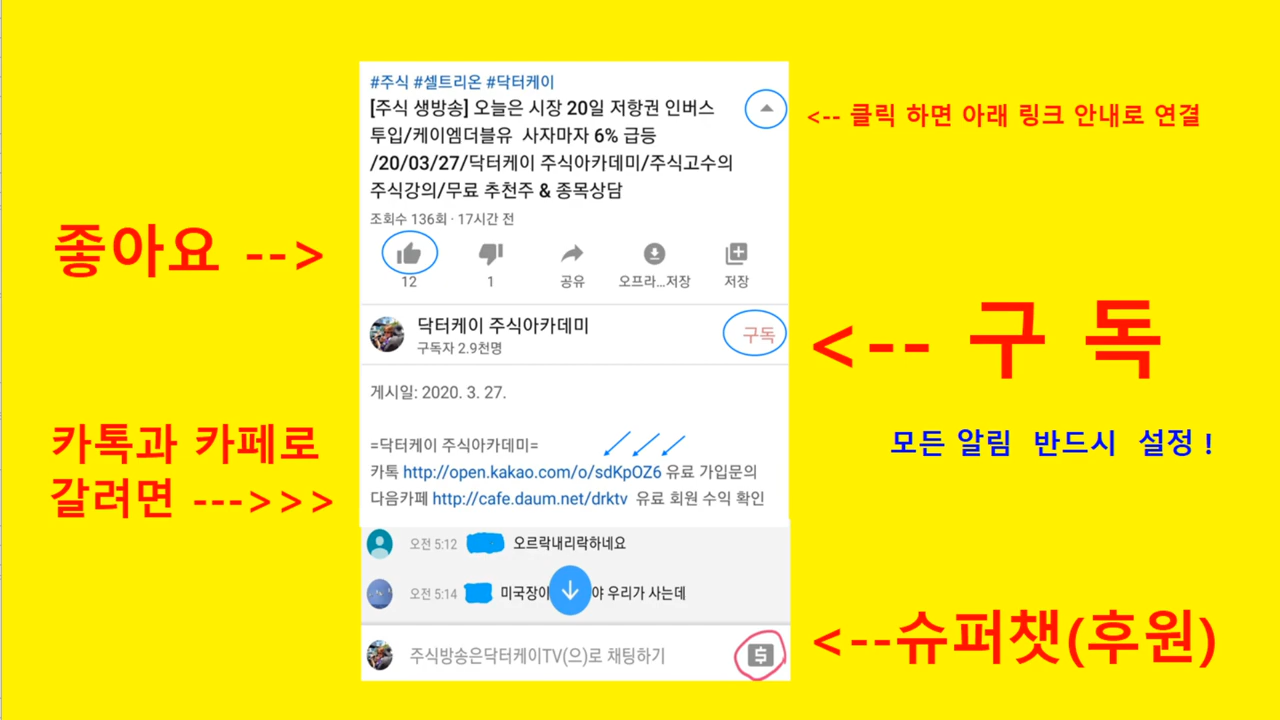 #주식 #셀트리온 #닥터케이
[주식 생방송] 오늘은 시장 20일 저항권 인버스
투입/케이엠더블유 사자마자 6% 급등
/20/03/27/닥터케이 주식아카데미/주식고수의
주식강의/무료 추천주 & 종목상담
조회수 136회 · 17시간 전
<-- 클릭 하면 아래 링크 안내로 연결
좋아요 -->
12
1
공유
오프라...저장
저장
닥터케이 주식아카데미
구독자 2.9천명
구독
<-- 구 독
모든 알림 반드시 설정 !
게시일: 2020. 3. 27.
카톡과 카페로
갈려면 --->>>
=닥터케이 주식아카데미=
카톡 http://open.kakao.com/o/sdKpOZ6 유료 가입문의
다음카페 http://cafe.daum.net/drktv 유료 회원 수익 확인
오전 5:12 오르락내리락하네요
오전 5:14 미국장이 야 우리가 사는데
주식방송은닥터케이TV(으)로 채팅하기
<--슈퍼챗(후원)